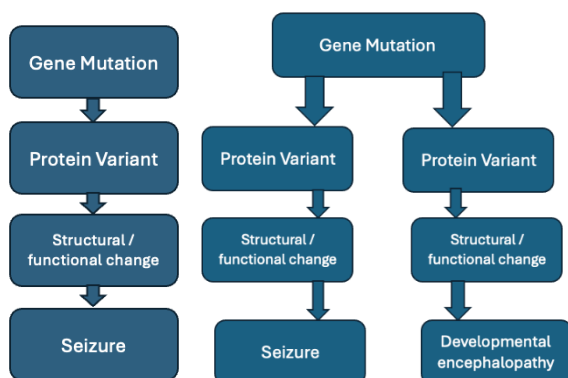 Gene Mutation
Protein Variant
Structural /
functional change
Seizure
Gene Mutation
Protein Variant
Structural /
functional change
Seizure
Protein Variant
Structural /
functional change
Developmental
encephalopathy